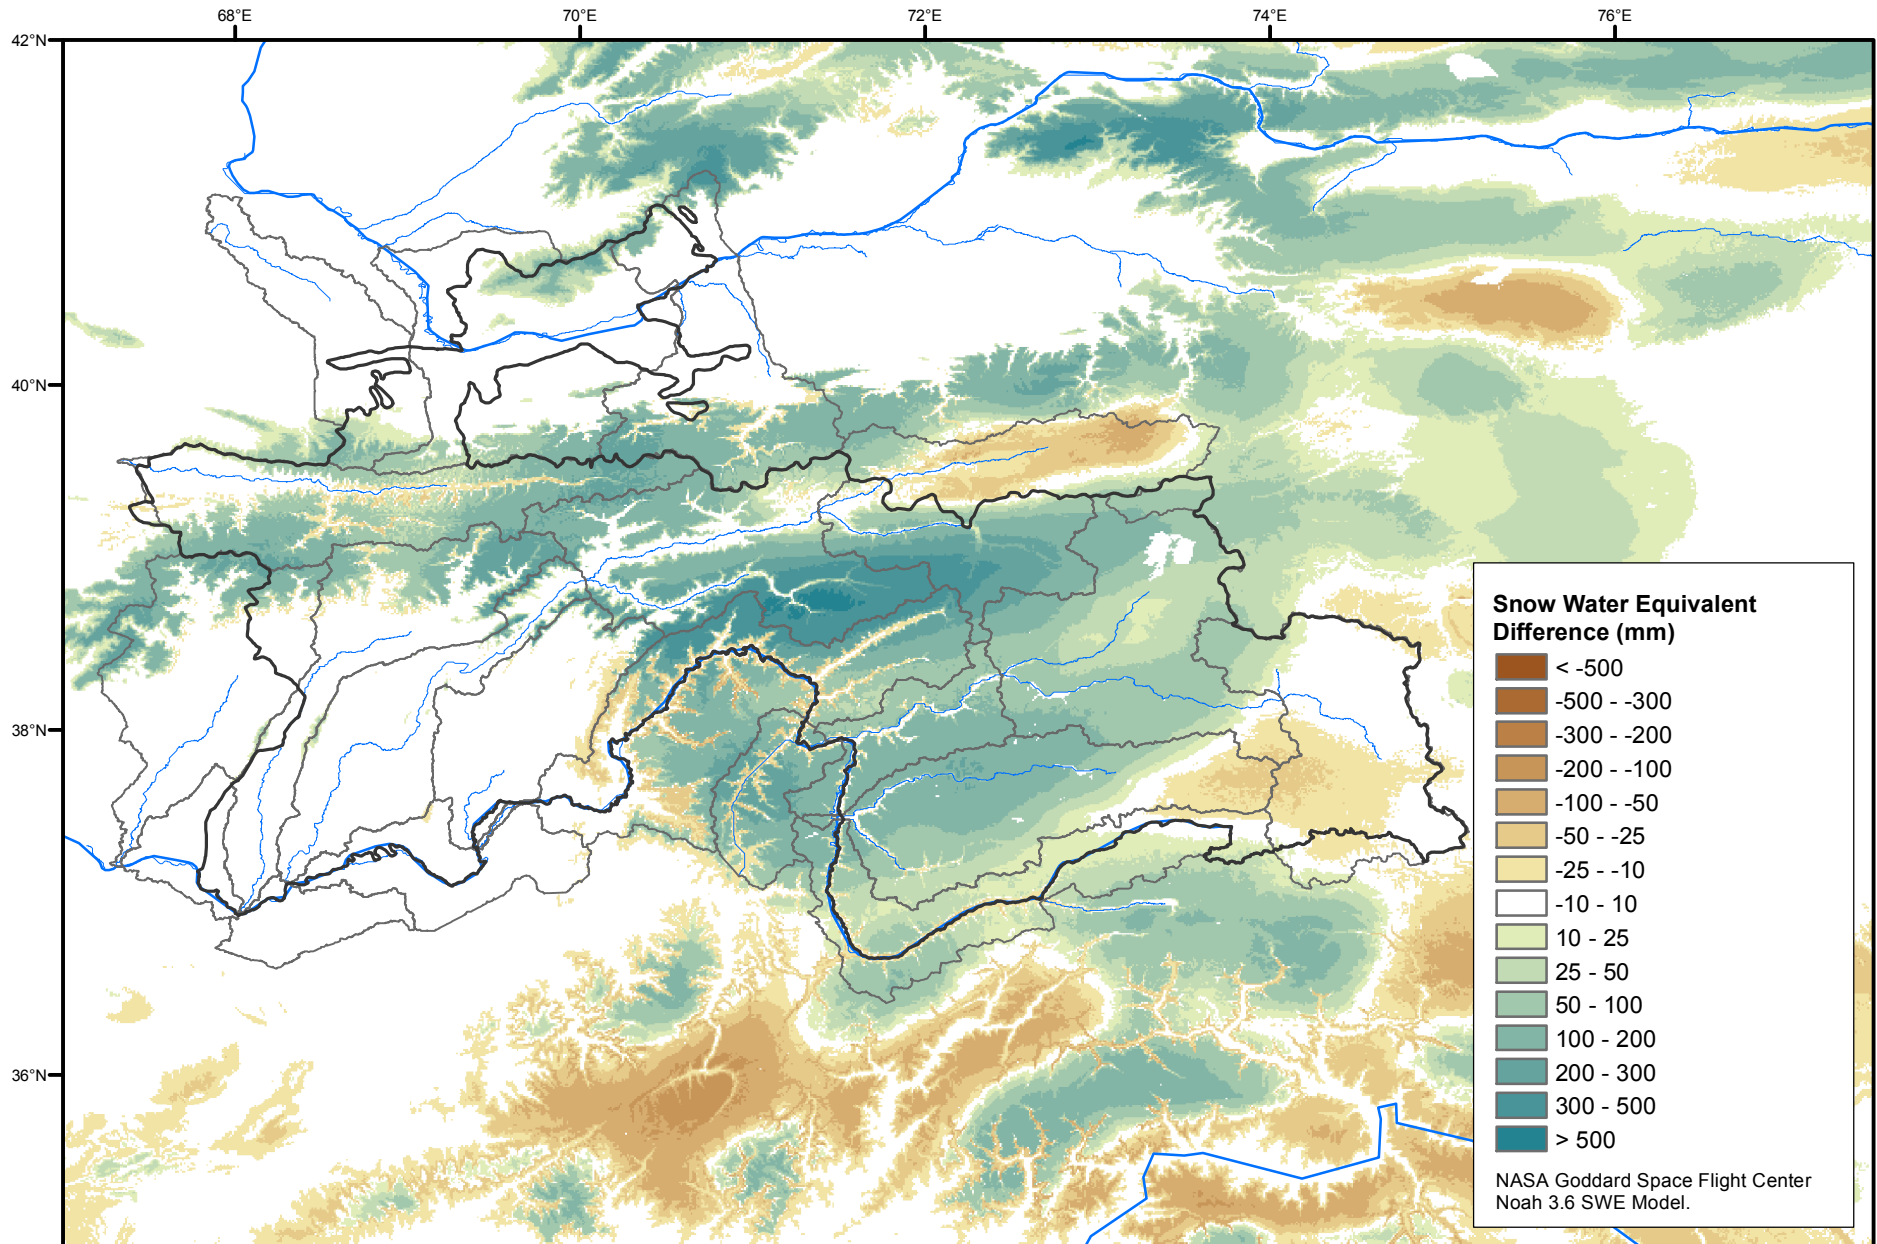 68°E
70°E
72°E
74°E
76°E
42°N
40°N
38°N
36°N
Snow Water Equivalent
Difference (mm)
< -500
-500 - -300
-300 - -200
-200 - -100
-100 - -50
-50 - -25
-25 - -10
-10 - 10
10 - 25
25 - 50
50 - 100
100 - 200
200 - 300
300 - 500
> 500
NASA Goddard Space Flight Center
Noah 3.6 SWE Model.